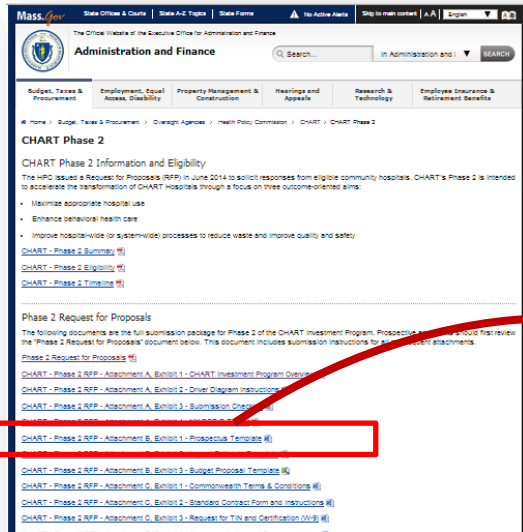 Mass.Gov State Offices & Courts State A-Z Topics State Forms No Active Alerts Skip to main content A A English
The Official Website of the Executive Office for Administration and Finance
Administration and Finance
Search... in Administration and SEARCH
Budget, Taxes & Procurement
Employment, Equal Access, Disability
Property Management & Construction
Hearings and Appeals
Research & Technology
Employee Insurance & Retirement Benefits
Home > Budget, Taxes & Procurement > Oversight Agencies > Health Policy Commission > CHART > CHART Phase 2
CHART Phase 2
CHART Phase 2 Information and Eligibility
The HPC issued a Request for Proposals (RFP) in June 2014 to solicit responses from eligible community hospitals. CHART's Phase 2 is intended
to accelerate the transformation of CHART Hospitals through a focus on three outcome-oriented aims:
• Maximize appropriate hospital use
• Enhance behavioral health care
• Improve hospital-wide (or system-wide) processes to reduce waste and improve quality and safety
CHART - Phase 2 Summary
CHART - Phase 2 Eligibility
CHART - Phase 2 Timeline
Phase 2 Request for Proposals
The following documents are the full submission package for Phase 2 of the CHART Investment Program. Prospective should first review
the "Phase 2 Request for Proposals" document below. This document includes submission instructions for all attachments.
Phase 2 Request for Proposals
CHART - Phase 2 RFP - Attachment A, Exhibit 1 - CHART Investment Program Overview
CHART - Phase 2 RFP - Attachment A, Exhibit 2 - Driver Diagram Instructions
CHART - Phase 2 RFP - Attachment A, Exhibit 3 - Submission
CHART - Phase 2 RFP - Attachment B, Exhibit 1 - Prospectus Template
CHART - Phase 2 RFP - Attachment B, Exhibit 3 - Budget Proposal Template
CHART - Phase 2 RFP - Attachment C, Exhibit 1 - Commonwealth Terms & Conditions
CHART - Phase 2 RFP - Attachment C, Exhibit 2 - Standard Contract Form and Instructions
CHART - Phase 2 RFP - Attachment C, Exhibit 3 - Request for TIN and Certification (W-9)